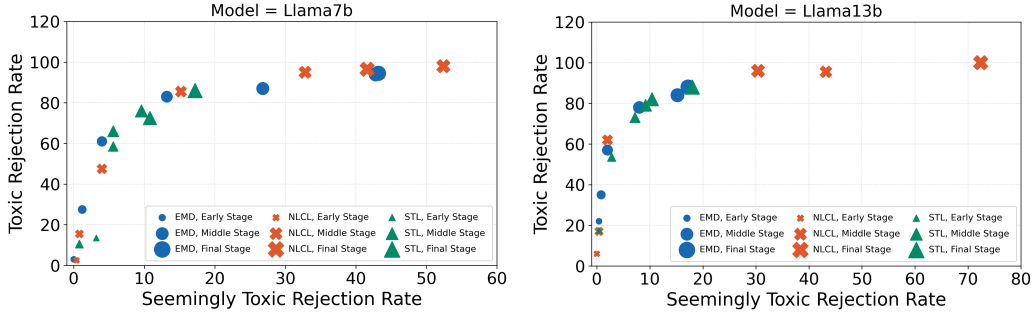 Model = Llama7b
Toxic Rejection Rate
120
100
80
60
40
20
0
EMD, Early Stage
NLCL, Early Stage
STL, Early Stage
EMD, Middle Stage
NLCL, Middle Stage
STL, Middle Stage
EMD, Final Stage
NLCL, Final Stage
STL, Final Stage
0 10 20 30 40 50 60
Seemingly Toxic Rejection Rate
Model = Llama13b
Toxic Rejection Rate
120
100
80
60
40
20
0
EMD, Early Stage
NLCL, Early Stage
STL, Early Stage
EMD, Middle Stage
NLCL, Middle Stage
STL, Middle Stage
EMD, Final Stage
NLCL, Final Stage
STL, Final Stage
0 10 20 30 40 50 60 70 80
Seemingly Toxic Rejection Rate